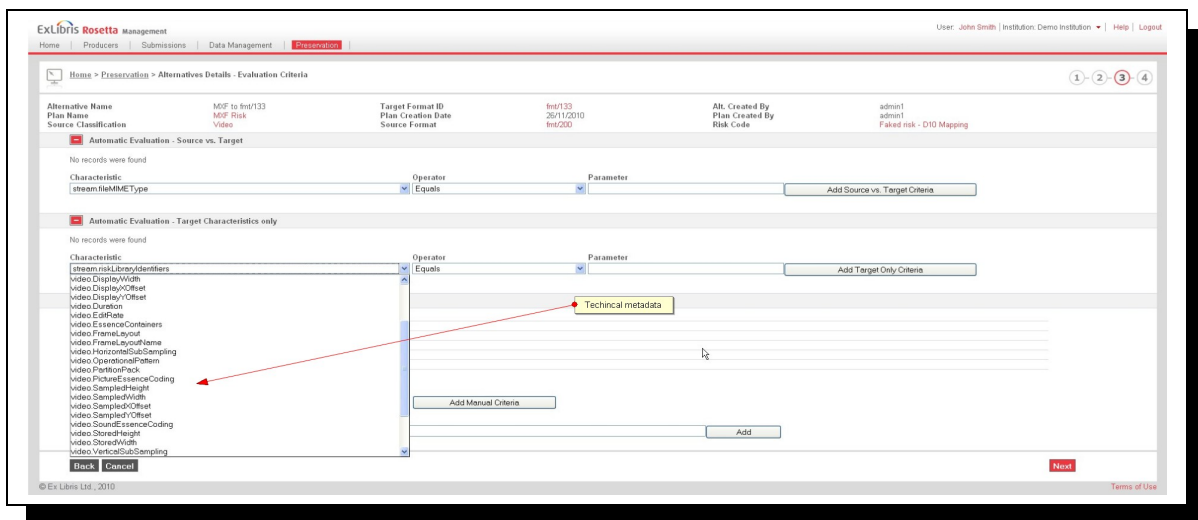 ExLibris Rosetta Management
User: John Smith | Institution: Demo Institution | Help | Logout
Home | Producers | Submissions | Data Management | Preservation |
Home > Preservation > Alternatives Details - Evaluation Criteria
1 - 2 - 3 - 4
Alternative Name MXF to fmt/133 Target Format ID fmt/133 Alt. Created By admin1
Plan Name MXF Risk Plan Creation Date 26/11/2010 Plan Created By admin1
Source Classification Video Source Format fmt/200 Risk Code Faked risk - D10 Mapping
Automatic Evaluation - Source vs. Target
No records were found
Characteristic Operator Parameter
stream.fileMIMEType Equals Add Source vs. Target Criteria
Automatic Evaluation - Target Characteristics only
No records were found
Characteristic Operator Parameter
stream.riskLibraryIdentifiers Equals Add Target Only Criteria
video.DisplayWidth
video.DisplayXOffset
video.DisplayYOffset
video.Duration
video.EditRate
video.EssenceContainers
video.FrameLayout
video.FrameLayoutName
video.HorizontalSubSampling
video.OperationalPattern
video.PartitionPack
video.PictureEssenceCoding
video.SampledHeight
video.SampledWidth
video.SampledXOffset
video.SampledYOffset
video.SoundEssenceCoding
video.StoredHeight
video.StoredWidth
video.VerticalSubSampling
Techincal metadata
Add Manual Criteria
Add
Back Cancel Next
© Ex Libris Ltd., 2010 Terms of Use